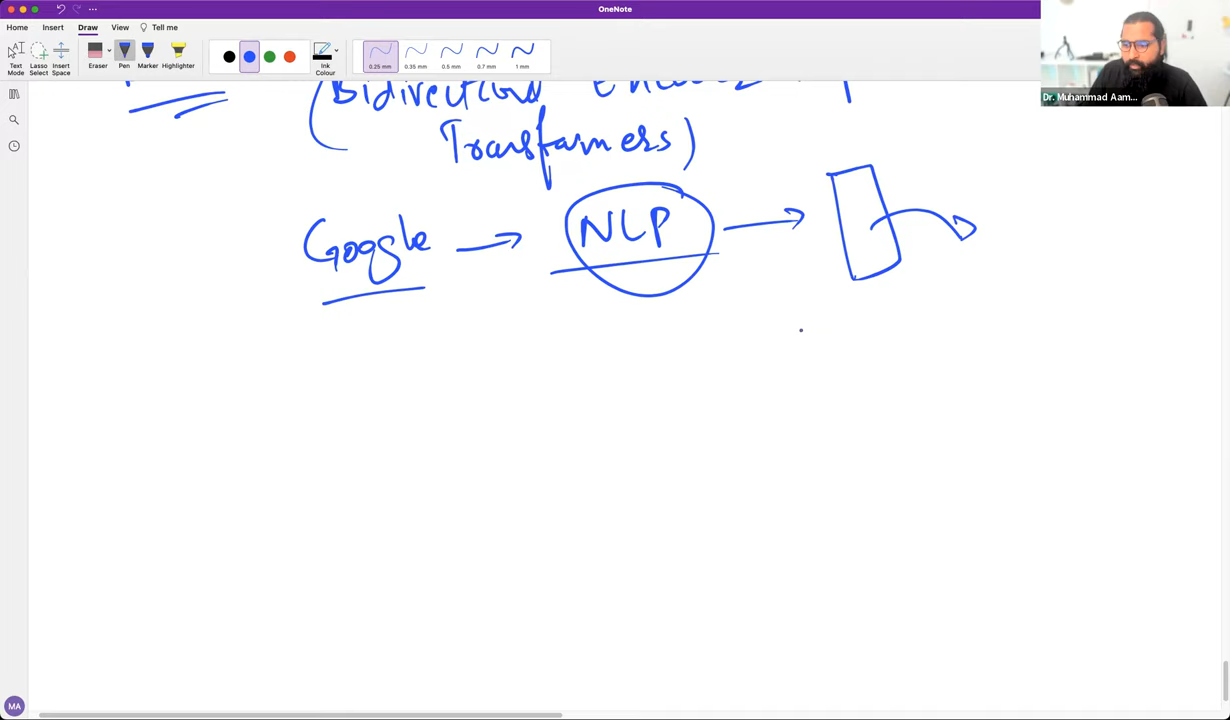 OneNote
Home Insert Draw View Tell me
Text Mode
Lasso Select
Insert Space
Eraser
Pen
Marker
Highlighter
Ink Colour
0.25 mm
0.35 mm
0.5 mm
0.7 mm
1 mm
Dr. Muhammad Aam...
(Bidirectional
Transfarmers)
Google → NLP →
MA